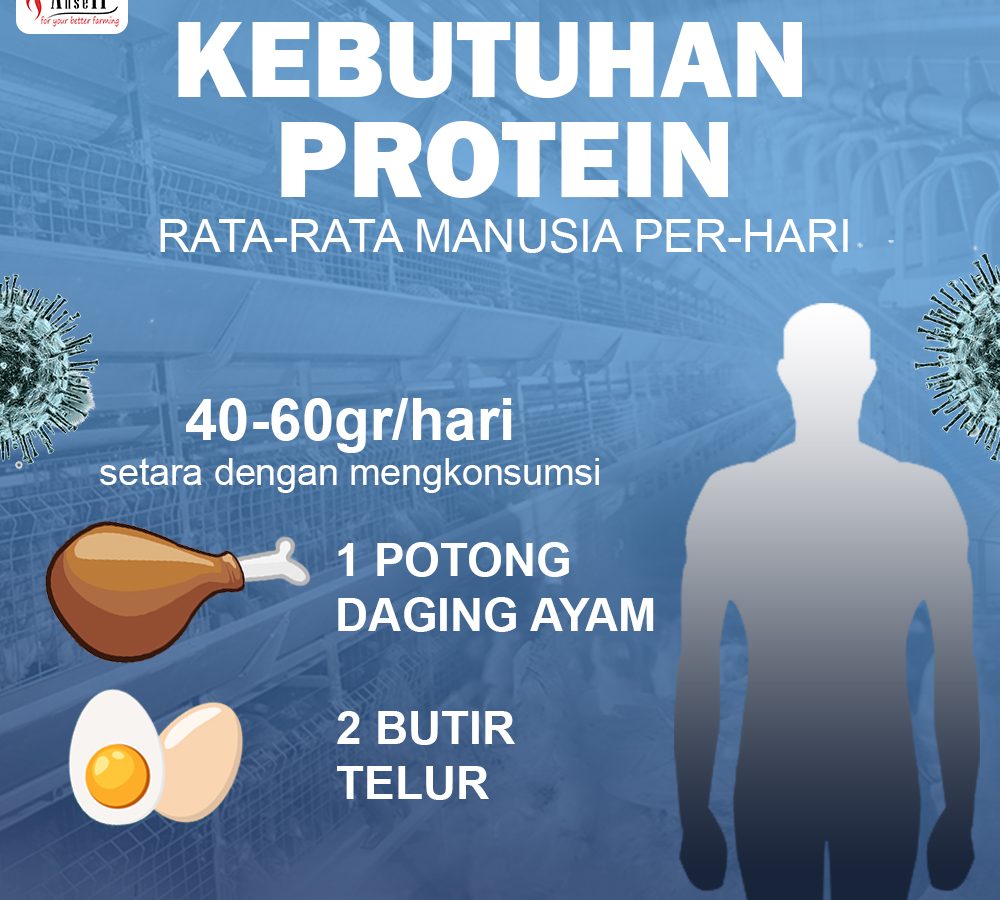 for your better farming
KEBUTUHAN
PROTEIN
RATA-RATA MANUSIA PER-HARI
40-60gr/hari
setara dengan mengkonsumsi
1 POTONG
DAGING AYAM
2 BUTIR
TELUR